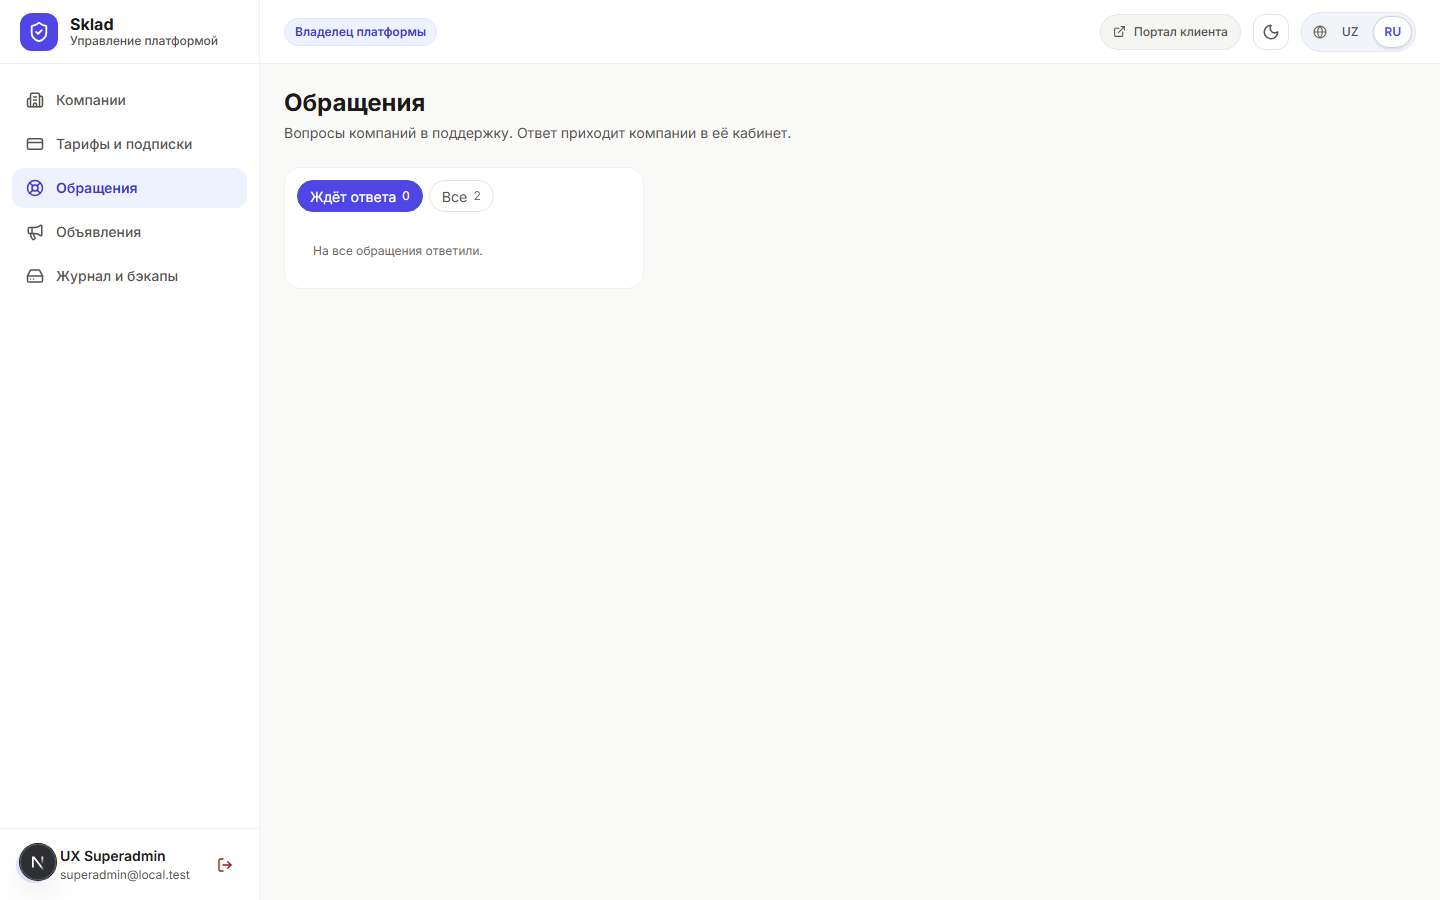 Sklad
Управление платформой
Владелец платформы
Портал клиента
UZ
RU
Компании
Тарифы и подписки
Обращения
Объявления
Журнал и бэкапы
Обращения
Вопросы компаний в поддержку. Ответ приходит компании в её кабинет.
Ждёт ответа 0
Все 2
На все обращения ответили.
N
UX Superadmin
superadmin@local.test